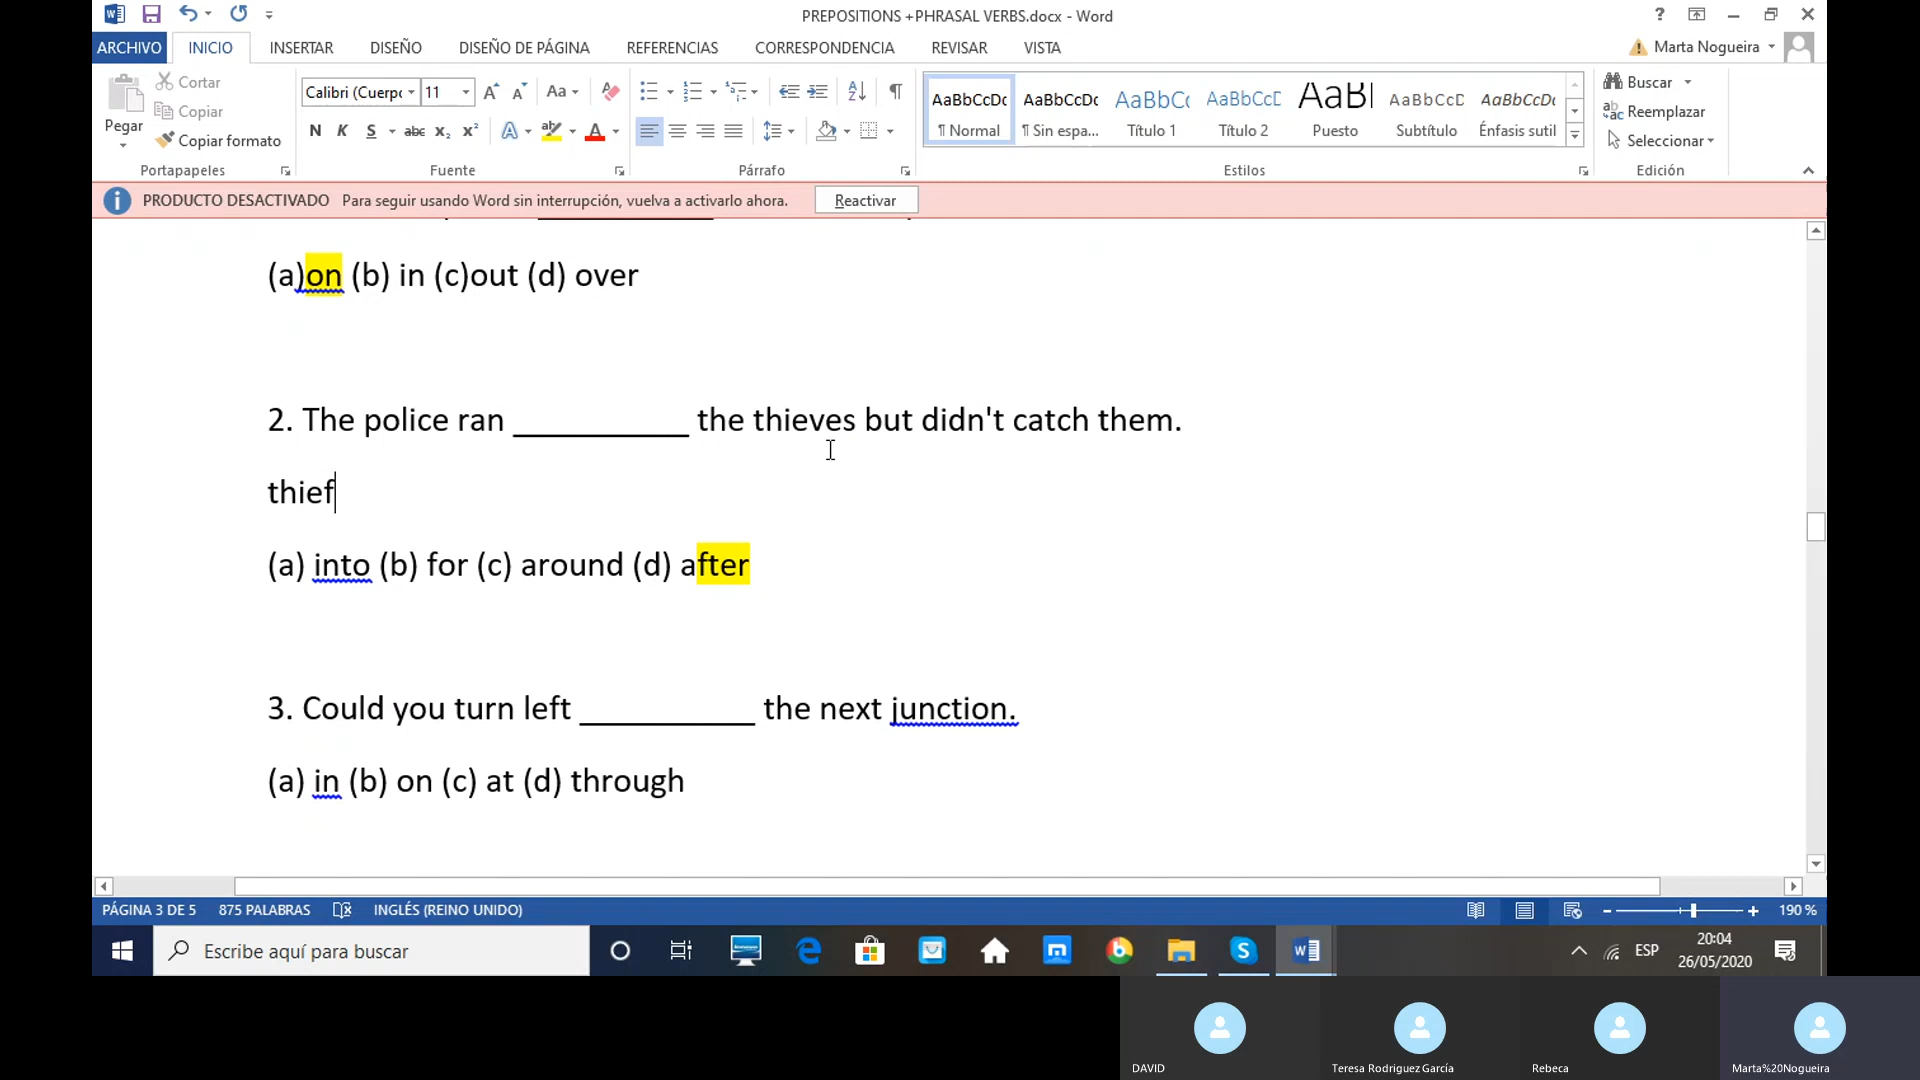 PREPOSITIONS +PHRASAL VERBS.docx - Word
?
ARCHIVO INICIO INSERTAR DISEÑO DISEÑO DE PÁGINA REFERENCIAS CORRESPONDENCIA REVISAR VISTA Marta Nogueira
Pegar
Cortar
Copiar
Copiar formato
Calibri (Cuerpo 11
N K S abc x₂ x²
AaBbCcDc AaBbCcDc AaBbCc AaBbCcD AaBl AaBbCcD AaBbCcDc
¶ Normal ¶ Sin espa... Título 1 Título 2 Puesto Subtítulo Énfasis sutil
Buscar
Reemplazar
Seleccionar
Portapapeles Fuente Párrafo Estilos Edición
PRODUCTO DESACTIVADO Para seguir usando Word sin interrupción, vuelva a activarlo ahora. Reactivar
(a)on (b) in (c)out (d) over
2. The police ran ___________ the thieves but didn't catch them.
thief
(a) into (b) for (c) around (d) after
3. Could you turn left ___________ the next junction.
(a) in (b) on (c) at (d) through
PÁGINA 3 DE 5 875 PALABRAS INGLÉS (REINO UNIDO) 190 %
Escribe aquí para buscar
ESP
20:04
26/05/2020
DAVID Teresa Rodriguez García Rebeca Marta%20Nogueira